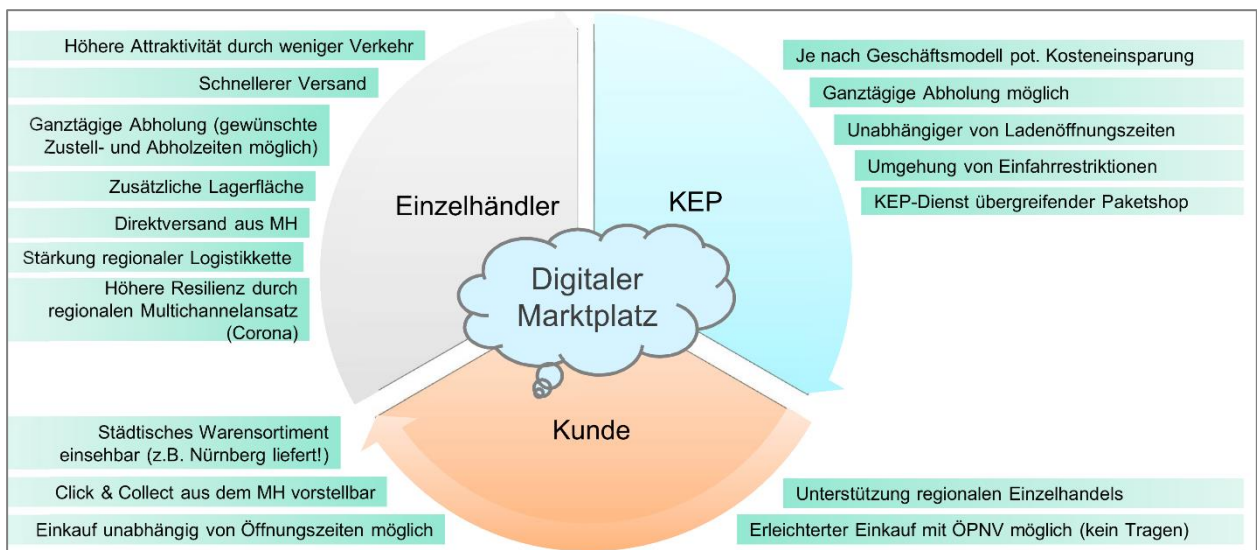 Höhere Attraktivität durch weniger Verkehr
Schnellerer Versand
Ganztägige Abholung (gewünschte
Zustell- und Abholzeiten möglich)
Zusätzliche Lagerfläche
Direktversand aus MH
Stärkung regionaler Logistikkette
Höhere Resilienz durch
regionalen Multichannelansatz
(Corona)
Einzelhändler
KEP
Je nach Geschäftsmodell pot. Kosteneinsparung
Ganztägige Abholung möglich
Unabhängiger von Ladenöffnungszeiten
Umgehung von Einfahrrestriktionen
KEP-Dienst übergreifender Paketshop
Digitaler
Marktplatz
Kunde
Städtisches Warensortiment
einsehbar (z.B. Nürnberg liefert!)
Click & Collect aus dem MH vorstellbar
Einkauf unabhängig von Öffnungszeiten möglich
Unterstützung regionalen Einzelhandels
Erleichterter Einkauf mit ÖPNV möglich (kein Tragen)